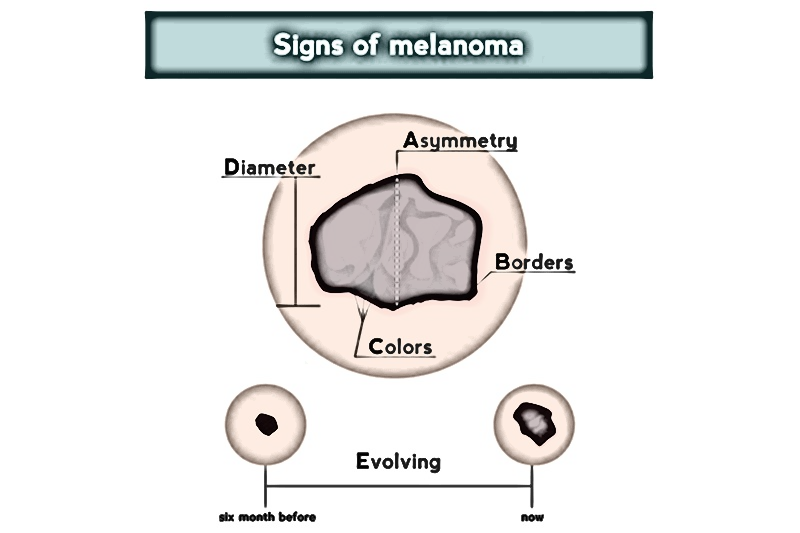 Signs of melanoma
Asymmetry
Diameter
Borders
Colors
Evolving
six month before
now